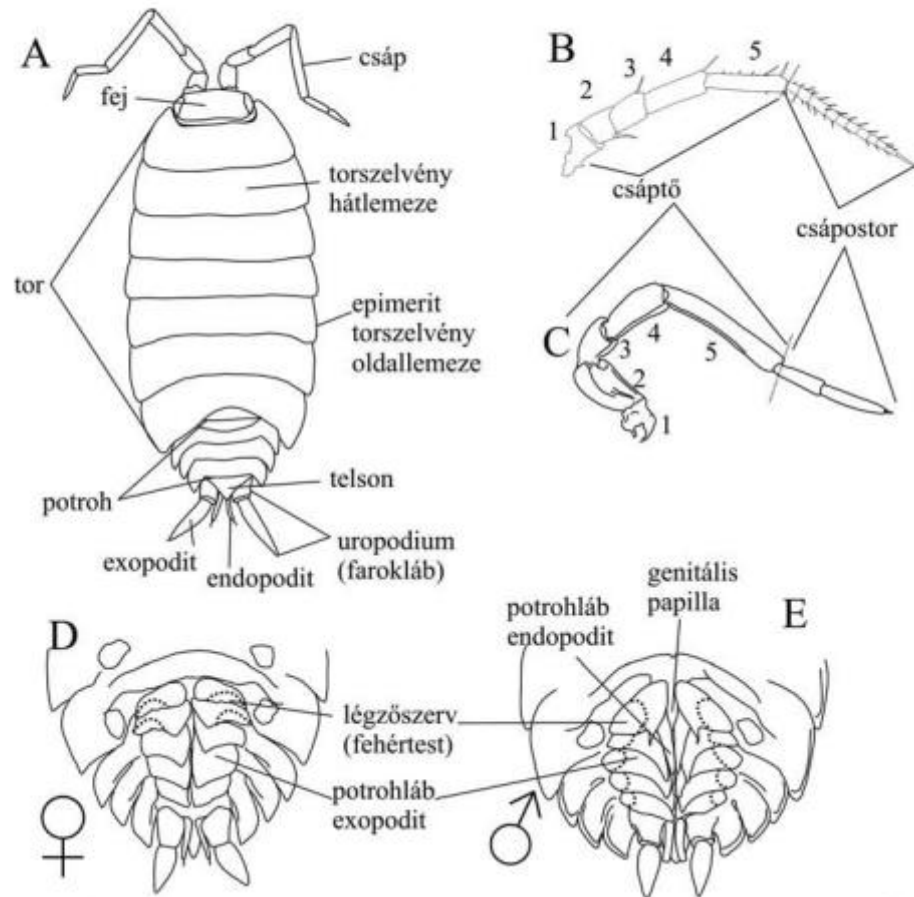 A
csáp
fej
torszelvény
hátlemeze
tor
epimerit
torszelvény
oldallemeze
potroh
telson
exopodit
endopodit
uropodium
(farokláb)
B
1
2
3
4
5
csáptő
csápostor
C
1
2
3
4
5
D
♀
légzőszerv
(fehértest)
potrohláb
exopodit
potrohláb
endopodit
genitális
papilla
E
♂